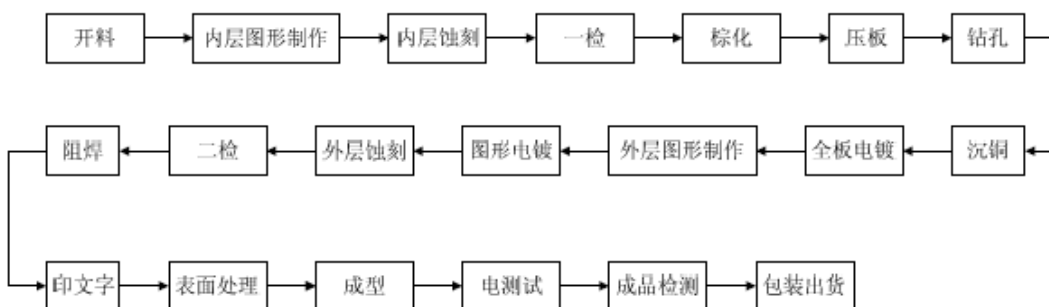 开料 内层图形制作 内层蚀刻 一检 棕化 压板 钻孔
阻焊 二检 外层蚀刻 图形电镀 外层图形制作 全板电镀 沉铜
印文字 表面处理 成型 电测试 成品检测 包装出货